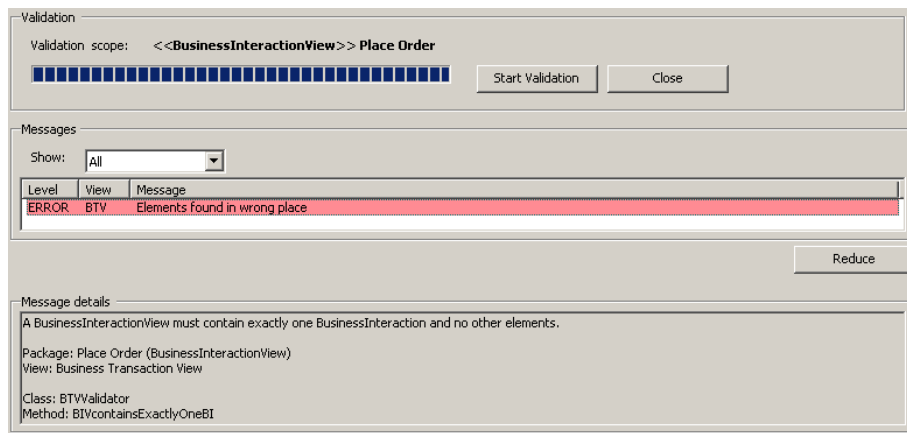 Validation
Validation scope: <<BusinessInteractionView>> Place Order
Start Validation Close
Messages
Show: All
Level View Message
ERROR BTV Elements found in wrong place
Reduce
Message details
A BusinessInteractionView must contain exactly one BusinessInteraction and no other elements.
Package: Place Order (BusinessInteractionView)
View: Business Transaction View
Class: BTVValidator
Method: BIVcontainsExactlyOneBI